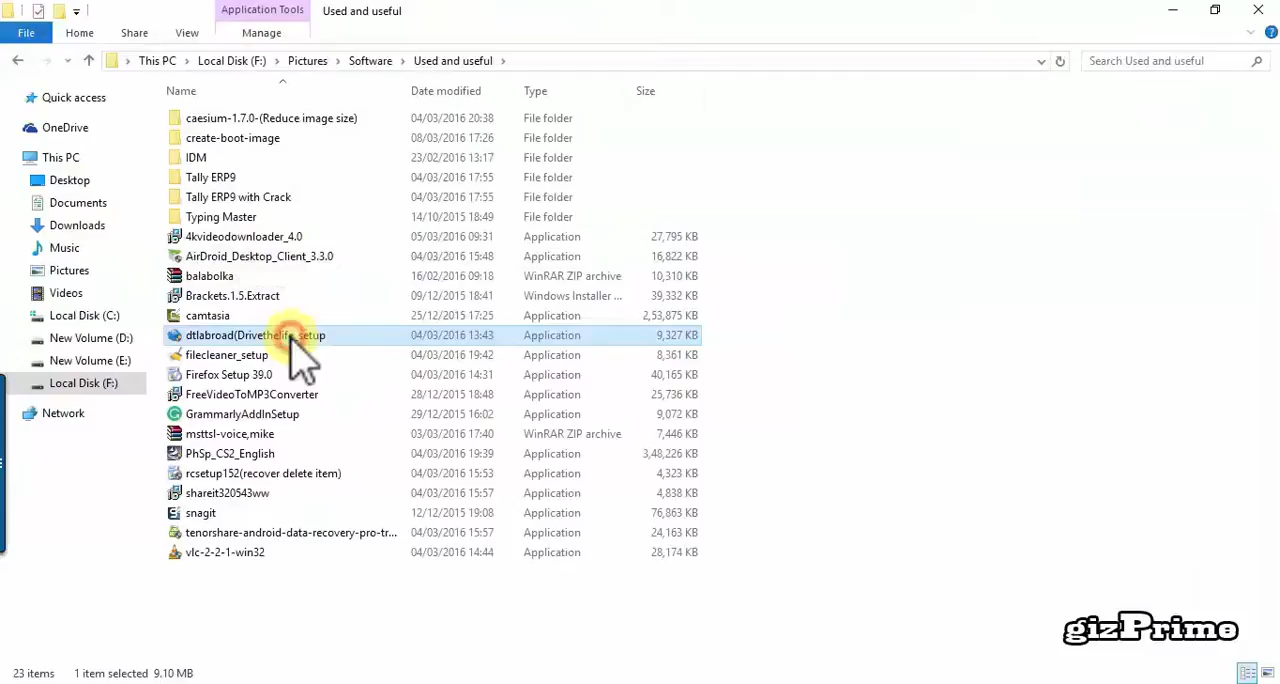 Application Tools
Used and useful
File
Home
Share
View
Manage
This PC
Local Disk (F:)
Pictures
Software
Used and useful
Search Used and useful
Name
Date modified
Type
Size
Quick access
OneDrive
This PC
Desktop
Documents
Downloads
Music
Pictures
Videos
Local Disk (C:)
New Volume (D:)
New Volume (E:)
Local Disk (F:)
Network
caesium-1.7.0-(Reduce image size) 04/03/2016 20:38 File folder
create-boot-image 08/03/2016 17:26 File folder
IDM 23/02/2016 13:17 File folder
Tally ERP9 04/03/2016 17:55 File folder
Tally ERP9 with Crack 04/03/2016 17:55 File folder
Typing Master 14/10/2015 18:49 File folder
4kvideodownloader_4.0 05/03/2016 09:31 Application 27,795 KB
AirDroid_Desktop_Client_3.3.0 04/03/2016 15:48 Application 16,822 KB
balabolka 16/02/2016 09:18 WinRAR ZIP archive 10,310 KB
Brackets.1.5.Extract 09/12/2015 18:41 Windows Installer ... 39,332 KB
camtasia 25/12/2015 17:25 Application 2,53,875 KB
dtlabroad(Drivethelife_setup 04/03/2016 13:43 Application 9,327 KB
filecleaner_setup 04/03/2016 19:42 Application 8,361 KB
Firefox Setup 39.0 04/03/2016 14:31 Application 40,165 KB
FreeVideoToMP3Converter 28/12/2015 18:48 Application 25,736 KB
GrammarlyAddInSetup 29/12/2015 16:02 Application 9,072 KB
msttsl-voice,mike 03/03/2016 17:40 WinRAR ZIP archive 7,446 KB
PhSp_CS2_English 04/03/2016 19:39 Application 3,48,226 KB
rcsetup152(recover delete item) 04/03/2016 15:53 Application 4,323 KB
shareit320543ww 04/03/2016 15:57 Application 4,838 KB
snagit 12/12/2015 19:08 Application 76,863 KB
tenorshare-android-data-recovery-pro-tr... 04/03/2016 15:57 Application 24,163 KB
vlc-2-2-1-win32 04/03/2016 14:44 Application 28,174 KB
gizPrime
23 items 1 item selected 9.10 MB